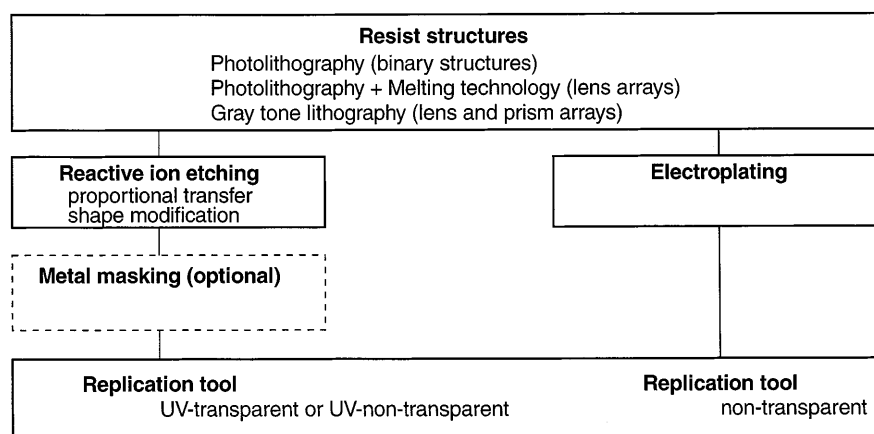 Resist structures
Photolithography (binary structures)
Photolithography + Melting technology (lens arrays)
Gray tone lithography (lens and prism arrays)
Reactive ion etching
proportional transfer
shape modification
Electroplating
Metal masking (optional)
Replication tool
UV-transparent or UV-non-transparent
Replication tool
non-transparent